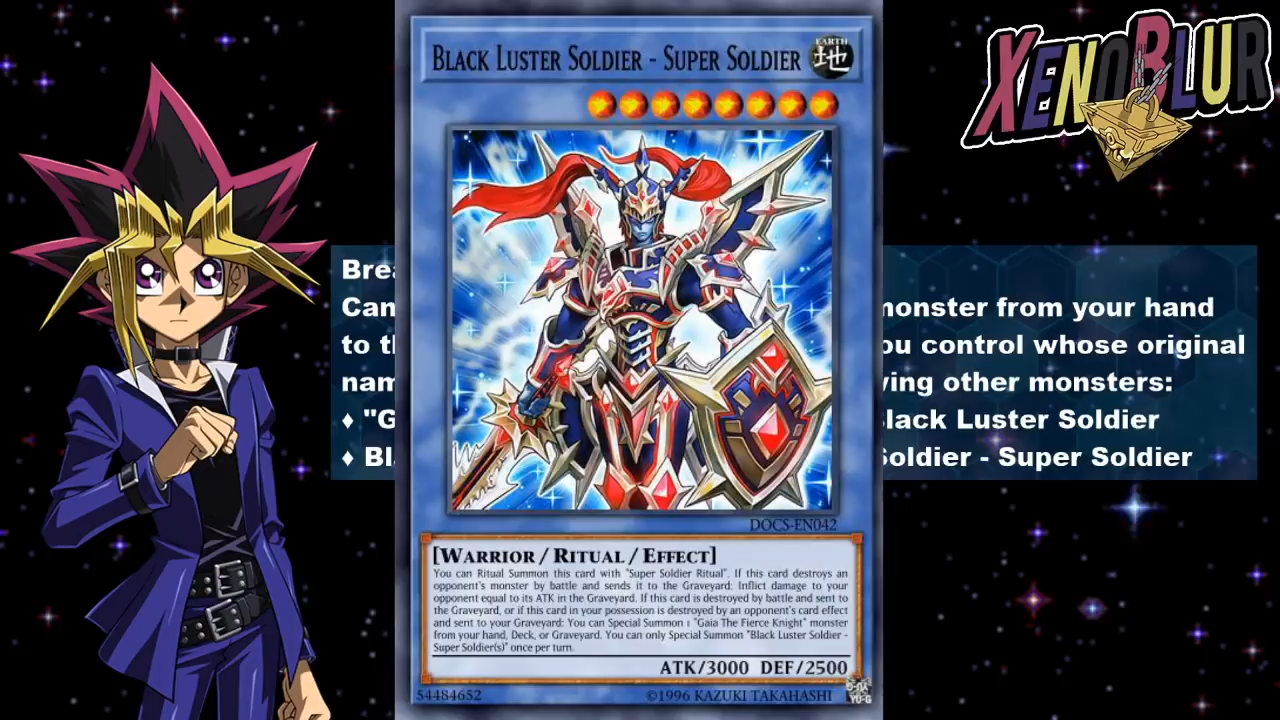 XENOBLUR
BLACK LUSTER SOLDIER - SUPER SOLDIER
EARTH
地
Brea
Can monster from your hand
to th ou control whose original
nam ving other monsters:
♦ "G Black Luster Soldier
♦ Bl Soldier - Super Soldier
DOCS-EN042
[WARRIOR / RITUAL / EFFECT]
You can Ritual Summon this card with "Super Soldier Ritual". If this card destroys an
opponent's monster by battle and sends it to the Graveyard: Inflict damage to your
opponent equal to its ATK in the Graveyard. If this card is destroyed by battle and sent to
the Graveyard, or if this card in your possession is destroyed by an opponent's card effect
and sent to your Graveyard: You can Special Summon 1 "Gaia The Fierce Knight" monster
from your hand, Deck, or Graveyard. You can only Special Summon "Black Luster Soldier -
Super Soldier(s)" once per turn.
ATK/3000 DEF/2500
54484652
©1996 KAZUKI TAKAHASHI